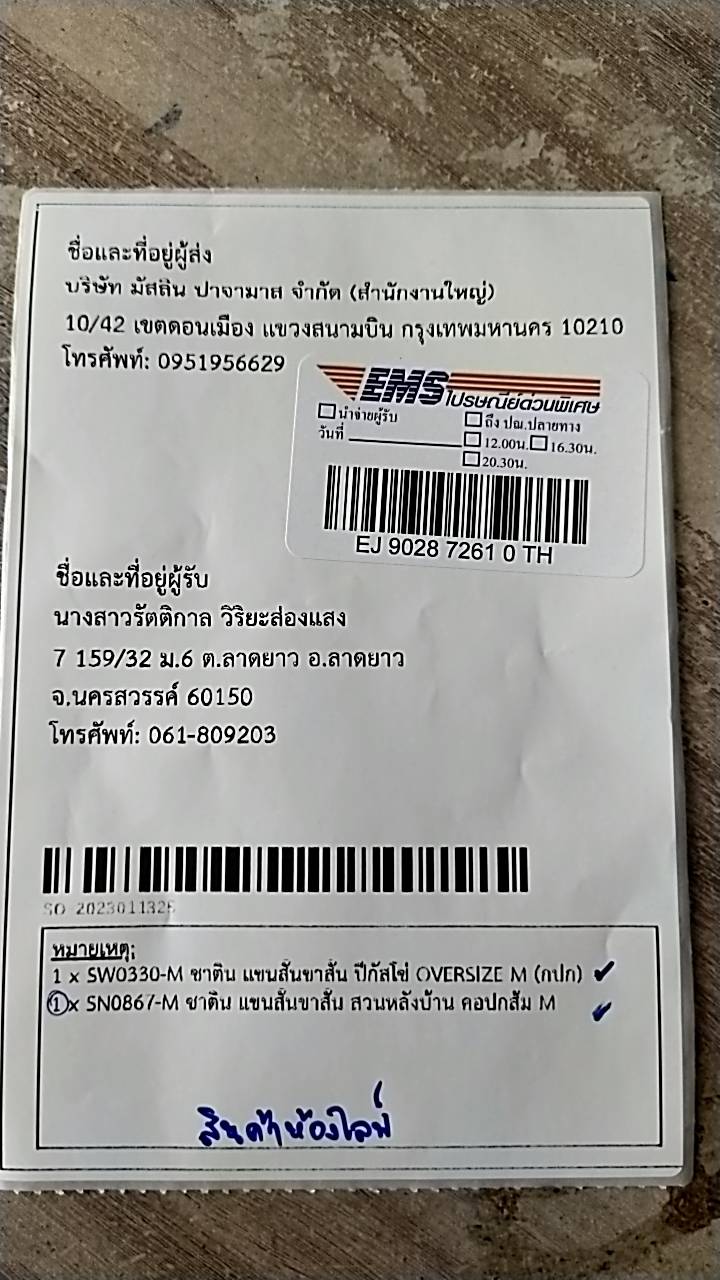 ชื่อและที่อยู่ผู้ส่ง
บริษัท มัสลิน ปาจามาส จำกัด (สำนักงานใหญ่)
10/42 เขตดอนเมือง แขวงสนามบิน กรุงเทพมหานคร 10210
โทรศัพท์: 0951956629
EMS ไปรษณีย์ด่วนพิเศษ
นำจ่ายผู้รับ ถึง ปณ.ปลายทาง
วันที่ 12.00น. 16.30น.
20.30น.
EJ 9028 7261 0 TH
ชื่อและที่อยู่ผู้รับ
นางสาวรัตติกาล วิริยะส่องแสง
7 159/32 ม.6 ต.ลาดยาว อ.ลาดยาว
จ.นครสวรรค์ 60150
โทรศัพท์: 061-809203
SO 2023011325
หมายเหตุ;
1 x SW0330-M ซาติน แขนสั้นขาสั้น ปีกัสโซ่ OVERSIZE M (กปก)
1 x SN0867-M ซาติน แขนสั้นขาสั้น สวนหลังบ้าน คอปกส้ม M
สินค้าห้องไลฟ์